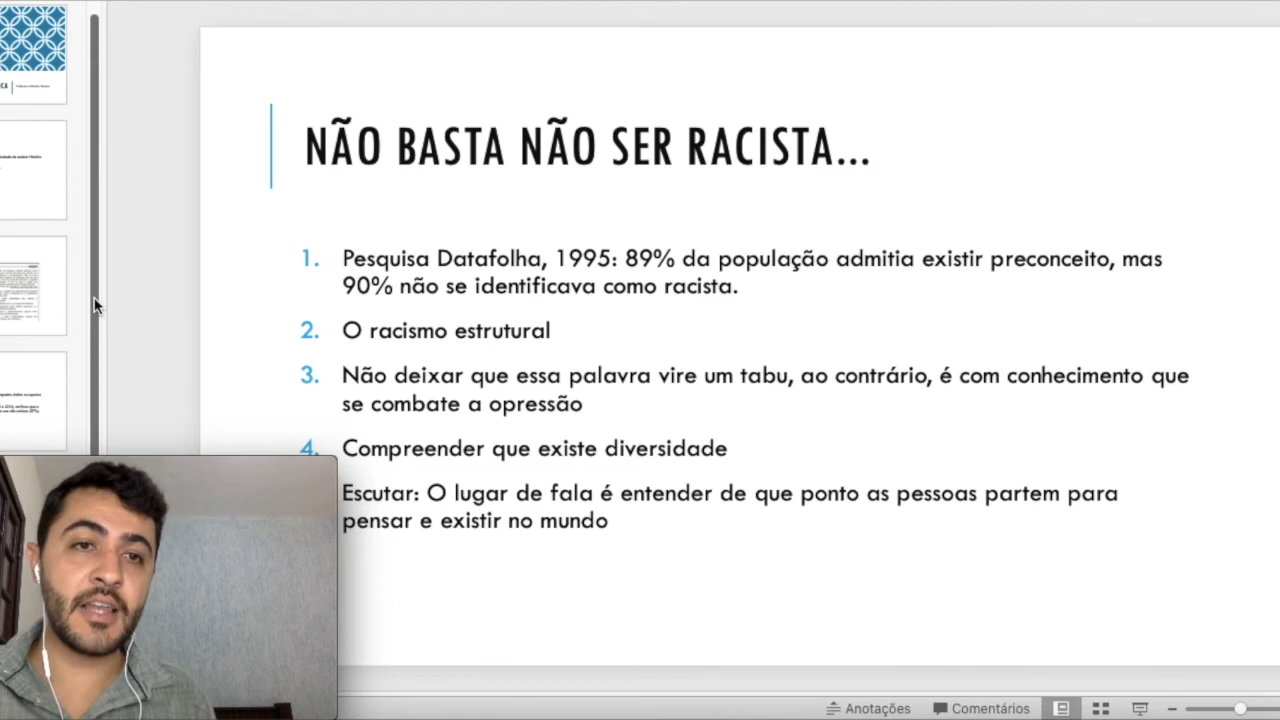 NÃO BASTA NÃO SER RACISTA...
1. Pesquisa Datafolha, 1995: 89% da população admitia existir preconceito, mas
90% não se identificava como racista.
2. O racismo estrutural
3. Não deixar que essa palavra vire um tabu, ao contrário, é com conhecimento que
se combate a opressão
4. Compreender que existe diversidade
Escutar: O lugar de fala é entender de que ponto as pessoas partem para
pensar e existir no mundo
Anotações
Comentários